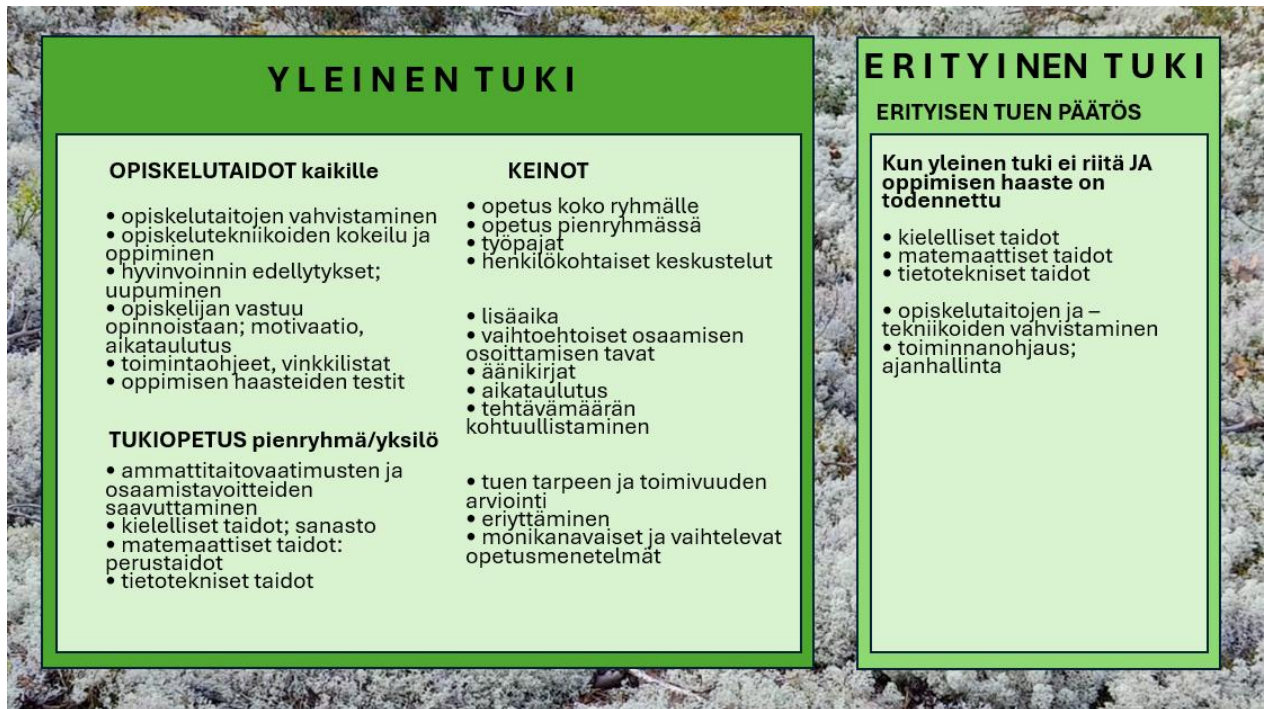 YLEINEN TUKI
OPISKELUTAIDOT kaikille
• opiskelutaitojen vahvistaminen
• opiskelutekniikoiden kokeilu ja
oppiminen
• hyvinvoinnin edellytykset;
uupuminen
• opiskelijan vastuu
opinnoistaan; motivaatio,
aikataulutus
• toimintaohjeet, vinkkilistat
• oppimisen haasteiden testit
TUKIOPETUS pienryhmä/yksilö
• ammattitaitovaatimusten ja
osaamistavoitteiden
saavuttaminen
• kielelliset taidot; sanasto
• matemaattiset taidot:
perustaidot
• tietotekniset taidot
KEINOT
• opetus koko ryhmälle
• opetus pienryhmässä
• työpajat
• henkilökohtaiset keskustelut
• lisäaika
• vaihtoehtoiset osaamisen
osoittamisen tavat
• äänikirjat
• aikataulutus
• tehtävämäärän
kohtuullistaminen
• tuen tarpeen ja toimivuuden
arviointi
• eriyttäminen
• monikanavaiset ja vaihtelevat
opetusmenetelmät
ERITYINEN TUKI
ERITYISEN TUEN PÄÄTÖS
Kun yleinen tuki ei riitä JA
oppimisen haaste on
todennettu
• kielelliset taidot
• matemaattiset taidot
• tietotekniset taidot
• opiskelutaitojen ja –
tekniikoiden vahvistaminen
• toiminnanohjaus;
ajanhallinta